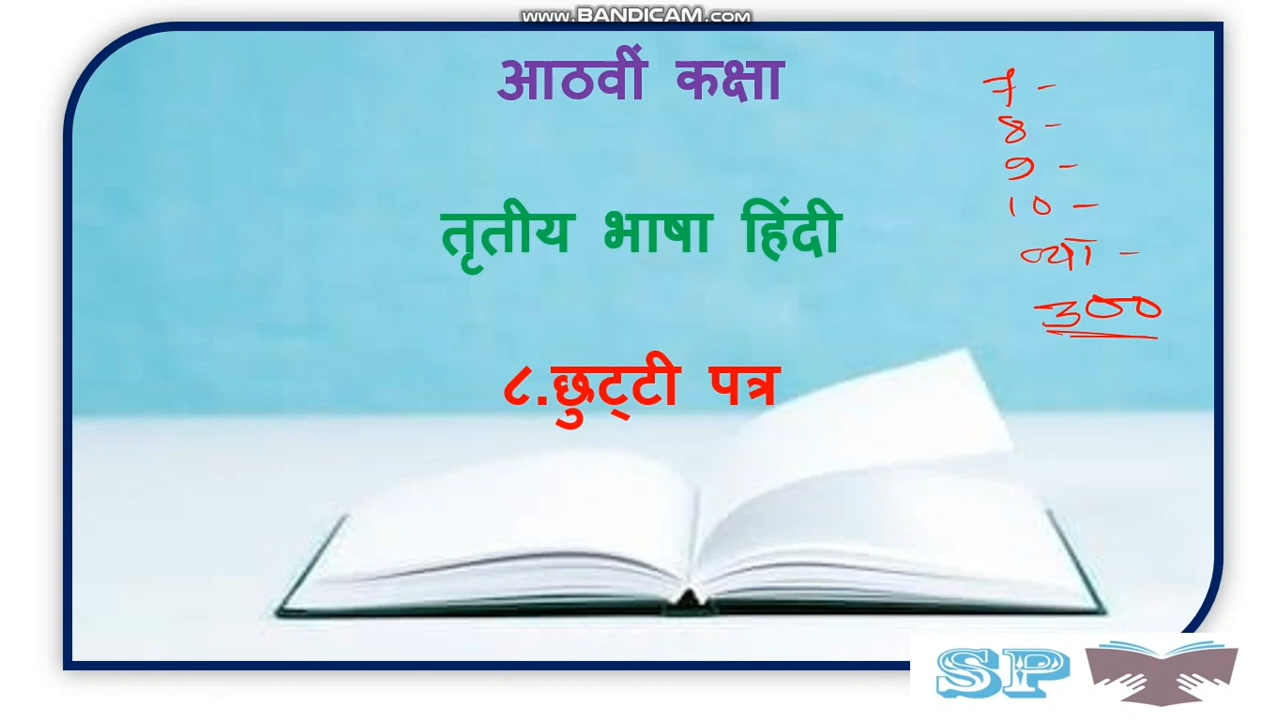 www.BANDICAM.com
आठवीं कक्षा
तृतीय भाषा हिंदी
८.छुट्टी पत्र
7 -
8 -
9 -
10 -
व्या -
300
SP